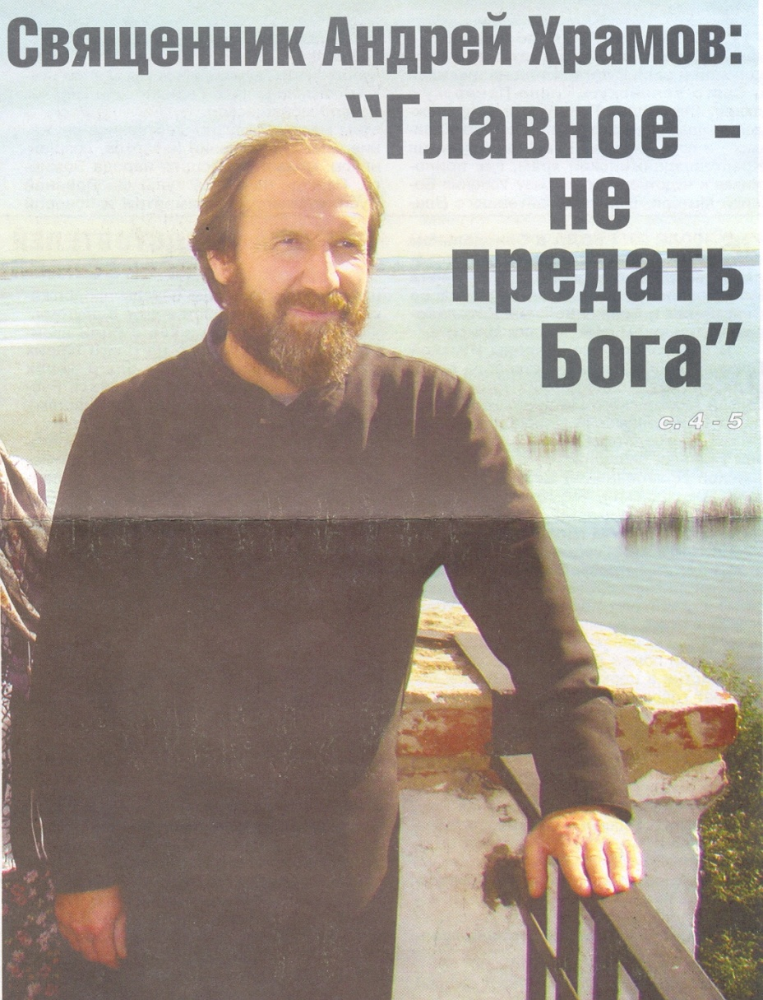 Священник Андрей Храмов:
"Главное -
не
предать
Бога"
с. 4 - 5